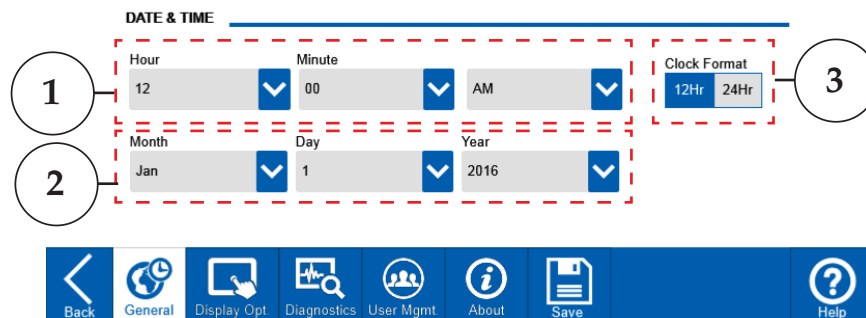 DATE & TIME
Hour Minute Clock Format
12 00 AM 12Hr 24Hr
1 3
Month Day Year
Jan 1 2016
2
Back General Display Opt. Diagnostics User Mgmt. About Save Help